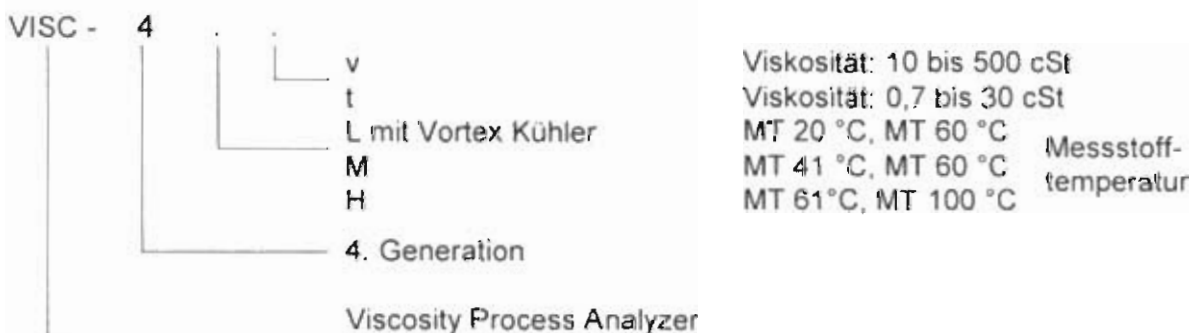 VISC - 4 . .
v Viskosität: 10 bis 500 cSt
t Viskosität: 0,7 bis 30 cSt
L mit Vortex Kühler MT 20 °C, MT 60 °C
M MT 41 °C, MT 60 °C
H MT 61°C, MT 100 °C
Messstoff-
temperatur
4. Generation
Viscosity Process Analyzer